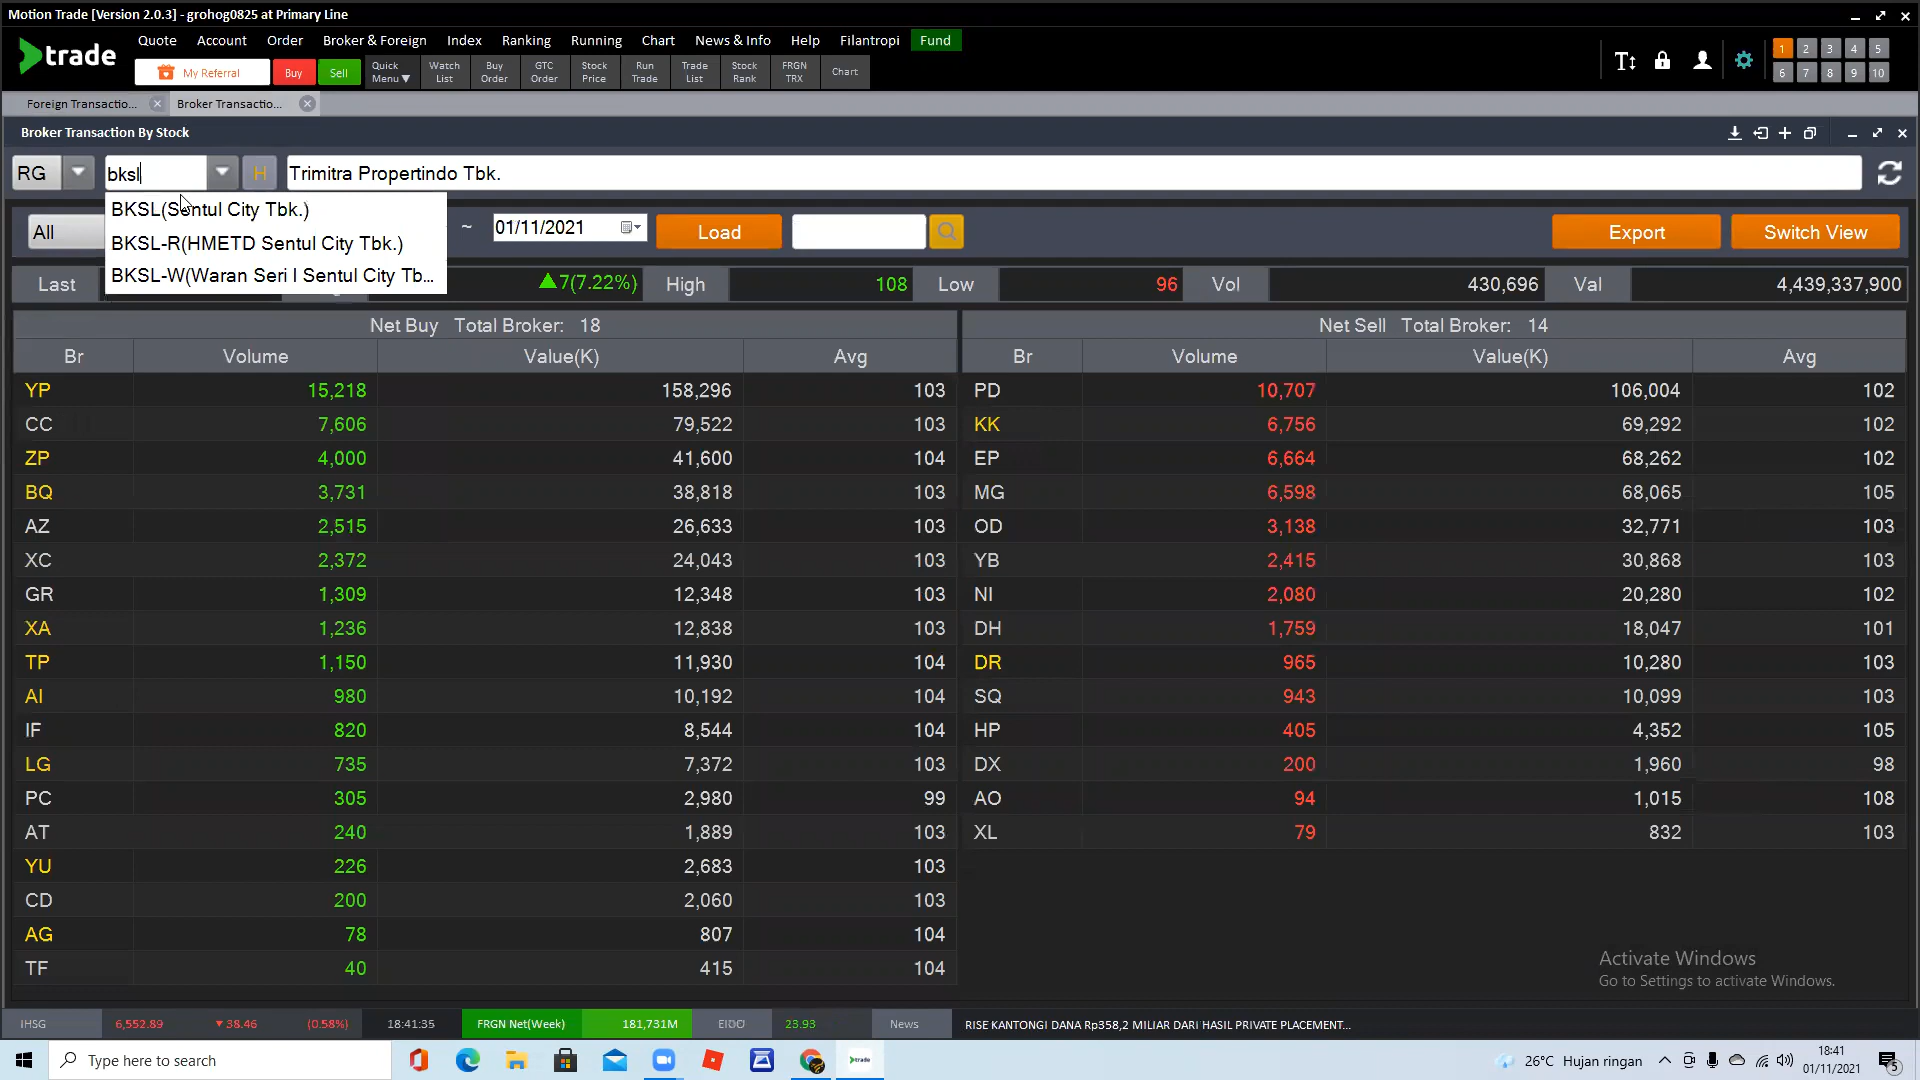 Motion Trade [Version 2.0.3] - grohog0825 at Primary Line
trade
Quote Account Order Broker & Foreign Index Ranking Running Chart News & Info Help Filantropi Fund
My Referral Buy Sell Quick Menu▼ Watch List Buy Order GTC Order Stock Price Run Trade Trade List Stock Rank FRGN TRX Chart
1 2 3 4 5
6 7 8 9 10
Foreign Transactio... Broker Transactio...
Broker Transaction By Stock
RG bksl H Trimitra Propertindo Tbk.
BKSL(Sentul City Tbk.)
BKSL-R(HMETD Sentul City Tbk.)
BKSL-W(Waran Seri I Sentul City Tb...
All ~ 01/11/2021 Load Export Switch View
Last ▲7(7.22%) High 108 Low 96 Vol 430,696 Val 4,439,337,900
Net Buy Total Broker: 18 Net Sell Total Broker: 14
Br Volume Value(K) Avg Br Volume Value(K) Avg
YP 15,218 158,296 103 PD 10,707 106,004 102
CC 7,606 79,522 103 KK 6,756 69,292 102
ZP 4,000 41,600 104 EP 6,664 68,262 102
BQ 3,731 38,818 103 MG 6,598 68,065 105
AZ 2,515 26,633 103 OD 3,138 32,771 103
XC 2,372 24,043 103 YB 2,415 30,868 103
GR 1,309 12,348 103 NI 2,080 20,280 102
XA 1,236 12,838 103 DH 1,759 18,047 101
TP 1,150 11,930 104 DR 965 10,280 103
AI 980 10,192 104 SQ 943 10,099 103
IF 820 8,544 104 HP 405 4,352 105
LG 735 7,372 103 DX 200 1,960 98
PC 305 2,980 99 AO 94 1,015 108
AT 240 1,889 103 XL 79 832 103
YU 226 2,683 103
CD 200 2,060 103
AG 78 807 104
TF 40 415 104
Activate Windows
Go to Settings to activate Windows.
IHSG 6,552.89 ▼38.46 (0.58%) 18:41:35 FRGN Net(Week) 181,731M EIDO 23.93 News RISE KANTONGI DANA Rp358,2 MILIAR DARI HASIL PRIVATE PLACEMENT...
Type here to search trade 26°C Hujan ringan 18:41
01/11/2021 5